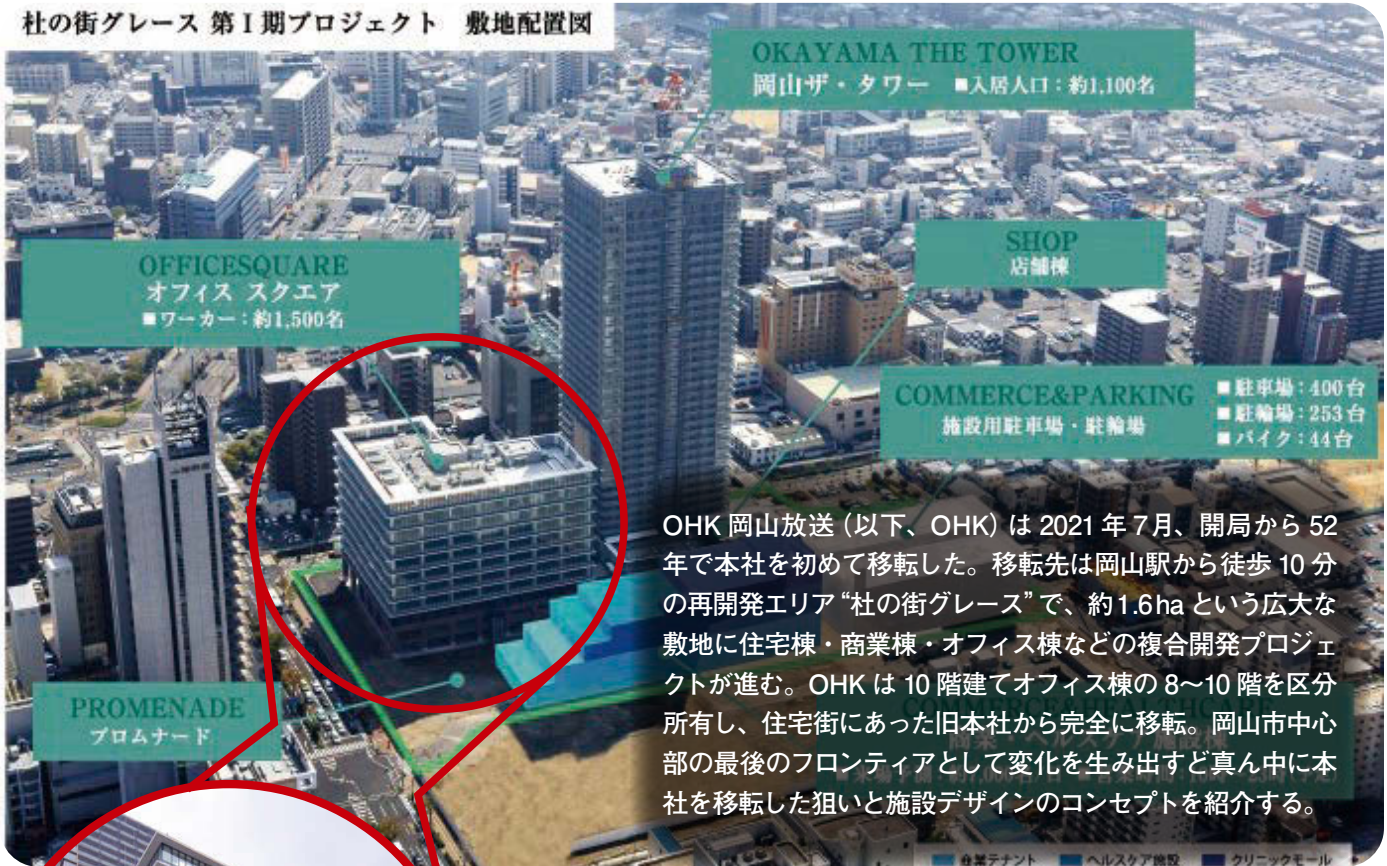 杜の街グレース 第Ⅰ期プロジェクト　敷地配置図
OKAYAMA THE TOWER
岡山ザ・タワー　■入居人口：約1,100名
OFFICESQUARE
オフィス スクエア
■ワーカー：約1,500名
SHOP
店舗棟
COMMERCE&PARKING
施設用駐車場・駐輪場
■駐車場：400台
■駐輪場：253台
■バイク：44台
PROMENADE
プロムナード
OHK 岡山放送（以下、OHK）は 2021 年 7月、開局から 52
年で本社を初めて移転した。移転先は岡山駅から徒歩 10 分
の再開発エリア“杜の街グレース”で、約1.6ha という広大な
敷地に住宅棟・商業棟・オフィス棟などの複合開発プロジェ
クトが進む。OHK は 10 階建てオフィス棟の 8〜10 階を区分
所有し、住宅街にあった旧本社から完全に移転。岡山市中心
部の最後のフロンティアとして変化を生み出すど真ん中に本
社を移転した狙いと施設デザインのコンセプトを紹介する。
ヘルスケア施設
クリニックモール